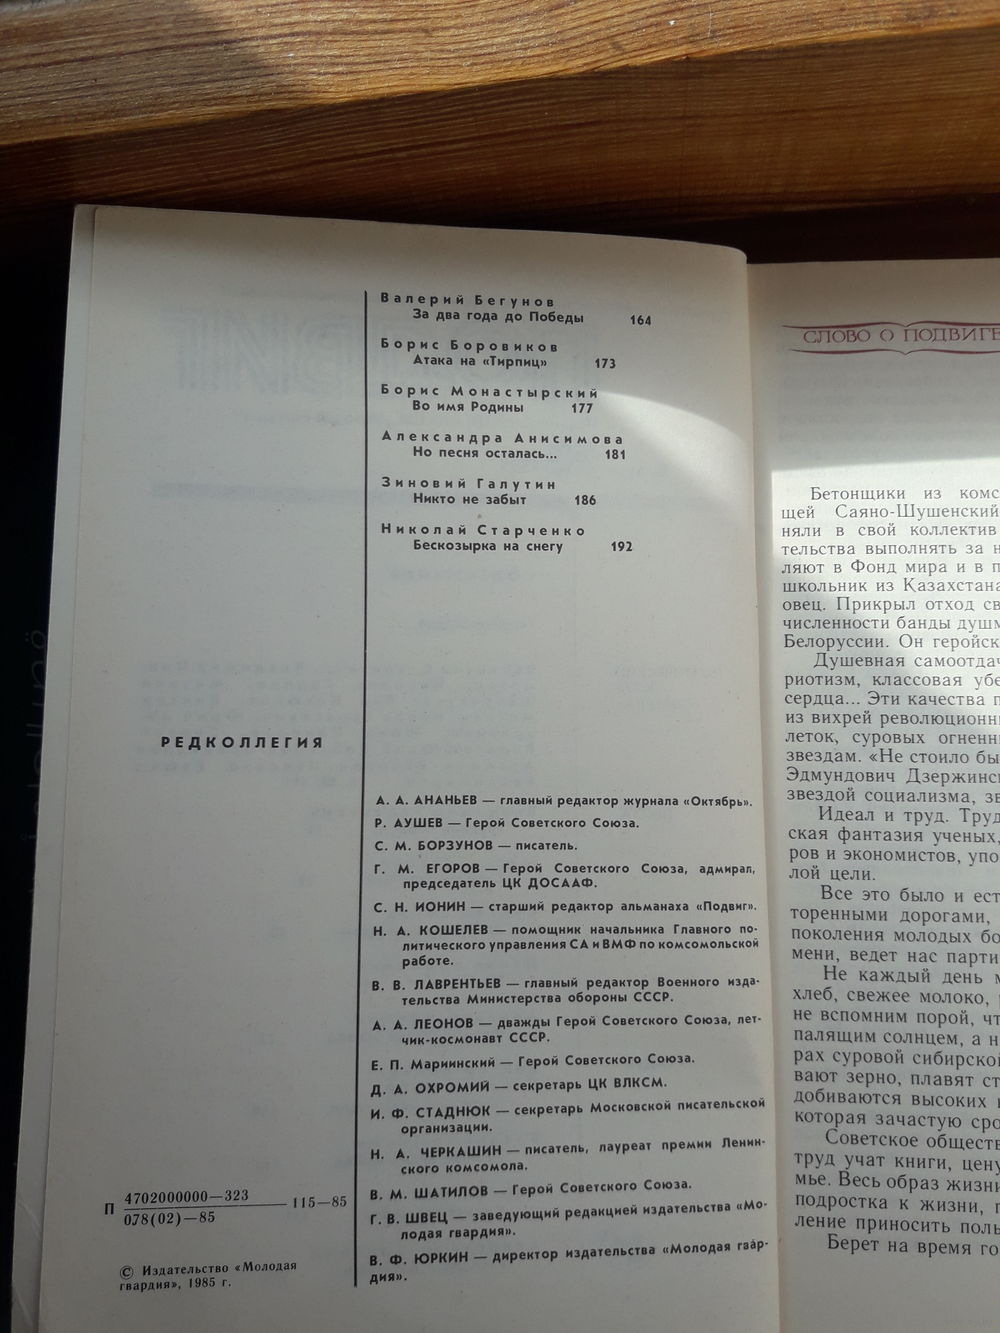 Валерий Бегунов
За два года до Победы 164
Борис Боровиков
Атака на «Тирпиц» 173
Борис Монастырский
Во имя Родины 177
Александра Анисимова
Но песня осталась... 181
Зиновий Галутин
Никто не забыт 186
Николай Старченко
Бескозырка на снегу 192
РЕДКОЛЛЕГИЯ
А. А. АНАНЬЕВ — главный редактор журнала «Октябрь».
Р. АУШЕВ — Герой Советского Союза.
С. М. БОРЗУНОВ — писатель.
Г. М. ЕГОРОВ — Герой Советского Союза, адмирал,
председатель ЦК ДОСААФ.
С. Н. ИОНИН — старший редактор альманаха «Подвиг».
Н. А. КОШЕЛЕВ — помощник начальника Главного по-
литического управления СА и ВМФ по комсомольской
работе.
В. В. ЛАВРЕНТЬЕВ — главный редактор Военного изда-
тельства Министерства обороны СССР.
А. А. ЛЕОНОВ — дважды Герой Советского Союза, лет-
чик-космонавт СССР.
Е. П. Мариинский — Герой Советского Союза.
Д. А. ОХРОМИЙ — секретарь ЦК ВЛКСМ.
И. Ф. СТАДНЮК — секретарь Московской писательской
организации.
Н. А. ЧЕРКАШИН — писатель, лауреат премии Ленин-
ского комсомола.
В. М. ШАТИЛОВ — Герой Советского Союза.
Г. В. ШВЕЦ — заведующий редакцией издательства «Мо-
лодая гвардия».
В. Ф. ЮРКИН — директор издательства «Молодая гвар-
дия».
П 4702000000—323
078(02)—85 115—85
© Издательство «Молодая
гвардия», 1985 г.
СЛОВО О ПОДВИГЕ
Бетонщики из комс
щей Саяно-Шушенский
няли в свой коллектив
тельства выполнять за н
ляют в Фонд мира и в п
школьник из Казахстана
овец. Прикрыл отход св
численности банды душм
Белоруссии. Он геройск
Душевная самоотдач
риотизм, классовая убе
сердца... Эти качества п
из вихрей революционн
леток, суровых огненн
звездам. «Не стоило бы
Эдмундович Дзержинс
звездой социализма, зв
Идеал и труд. Труд
ская фантазия ученых,
ров и экономистов, упо
лой цели.
Все это было и ест
торенными дорогами,
поколения молодых бо
мени, ведет нас парти
Не каждый день м
хлеб, свежее молоко,
не вспомним порой, чт
палящим солнцем, а н
рах суровой сибирской
вают зерно, плавят ст
добиваются высоких
которая зачастую сро
Советское обществ
труд учат книги, цену
мье. Весь образ жизни
подростка к жизни, п
ление приносить поль
Берет на время го